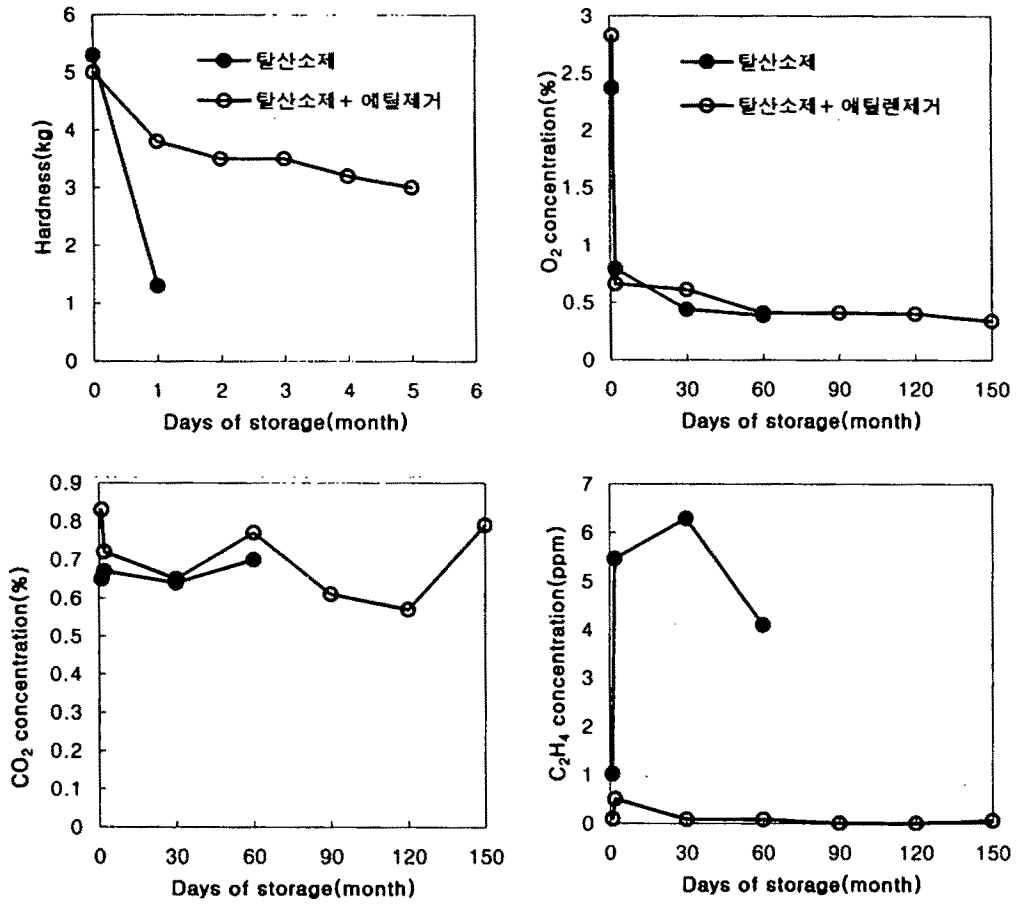 6
5
4
3
2
1
0
Hardness(kg)
탈산소제
탈산소제+ 에틸제거
0 1 2 3 4 5 6
Days of storage(month)
3
2.5
2
1.5
1
0.5
0
O2 concentration(%)
탈산소제
탈산소제+ 에틸렌제거
0 30 60 90 120 150
Days of storage(month)
0.9
0.8
0.7
0.6
0.5
0.4
0.3
0.2
0.1
0
CO2 concentration(%)
0 30 60 90 120 150
Days of storage(month)
7
6
5
4
3
2
1
0
C2H4 concentration(ppm)
0 30 60 90 120 150
Days of storage(month)